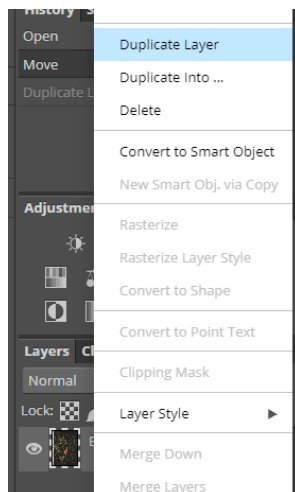 History
Open
Move
Duplicate L
Duplicate Layer
Duplicate Into ...
Delete
Convert to Smart Object
New Smart Obj. via Copy
Rasterize
Rasterize Layer Style
Convert to Shape
Convert to Point Text
Clipping Mask
Layer Style
Merge Down
Merge Layers
Adjustme
Layers
Normal
Lock: